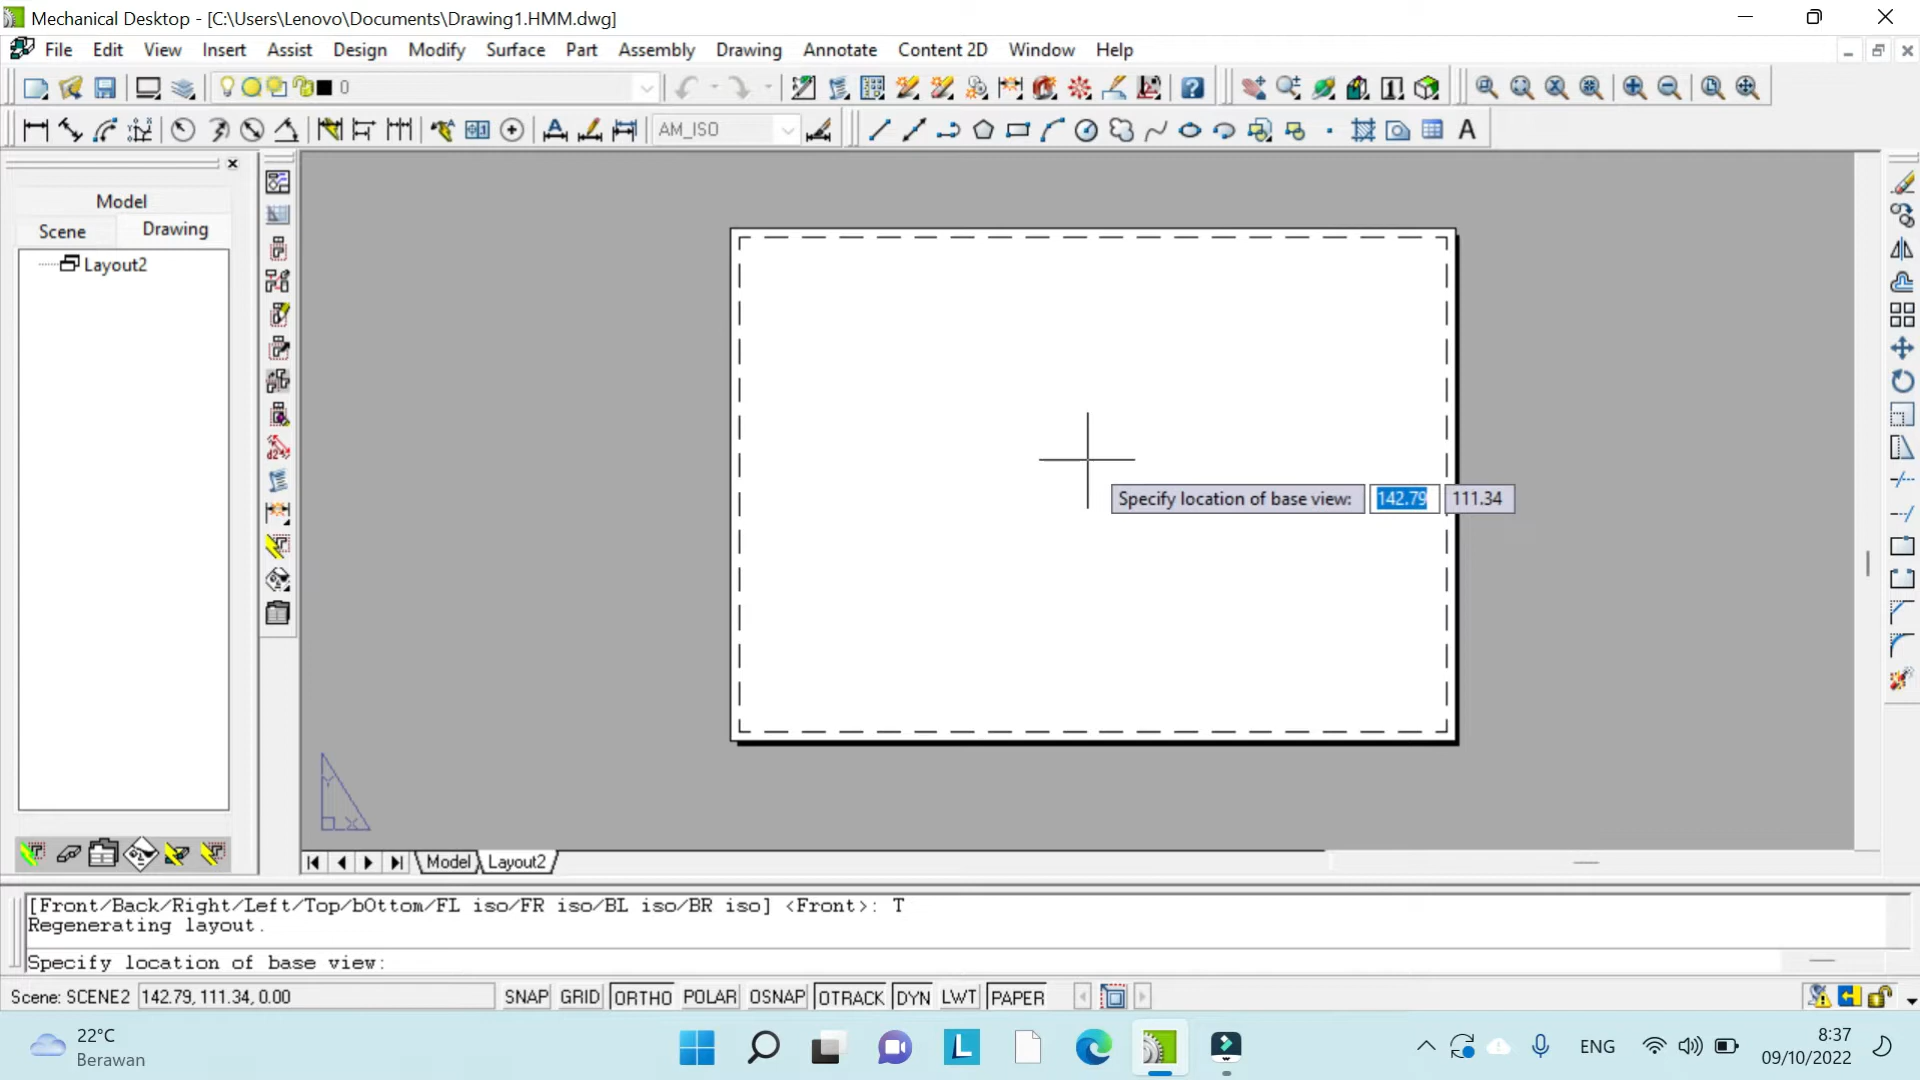 Mechanical Desktop - [C:\Users\Lenovo\Documents\Drawing1.HMM.dwg]
File Edit View Insert Assist Design Modify Surface Part Assembly Drawing Annotate Content 2D Window Help
0
AM_ISO
A
Model
Scene Drawing
Layout2
Specify location of base view: 142.79 111.34
Model Layout2
[Front/Back/Right/Left/Top/bOttom/FL iso/FR iso/BL iso/BR iso] <Front>: T
Regenerating layout.
Specify location of base view:
Scene: SCENE2 142.79, 111.34, 0.00 SNAP GRID ORTHO POLAR OSNAP OTRACK DYN LWT PAPER
22°C
Berawan
L
ENG
8:37
09/10/2022